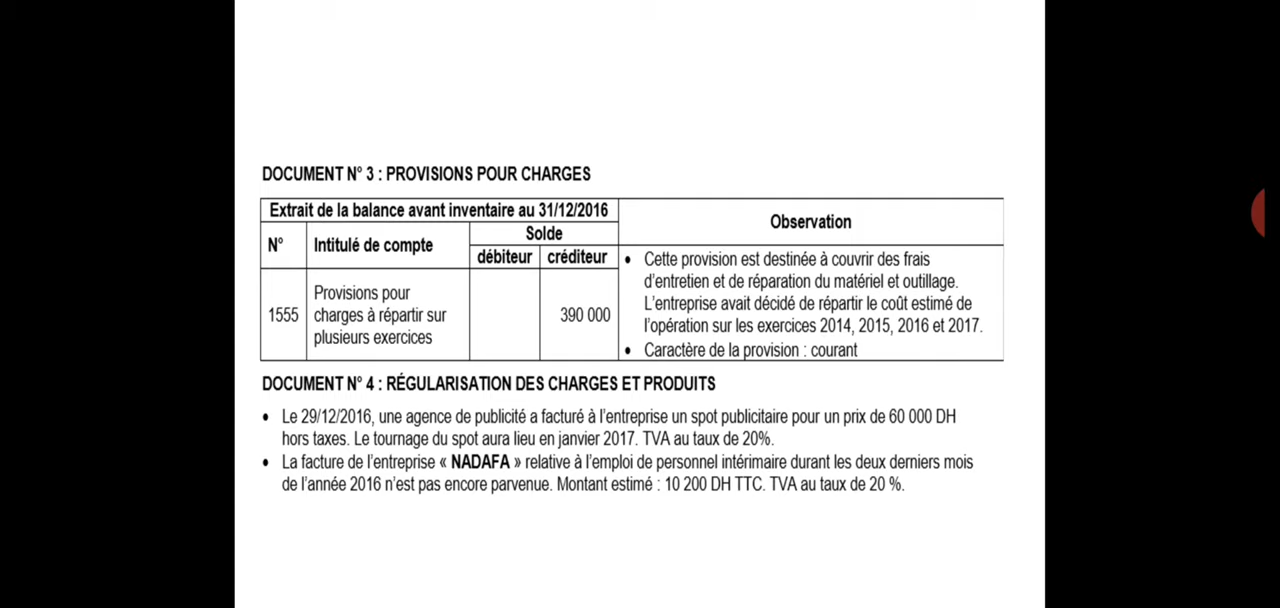 DOCUMENT N° 3 : PROVISIONS POUR CHARGES
Extrait de la balance avant inventaire au 31/12/2016
Observation
N°
Intitulé de compte
Solde
débiteur
créditeur
1555
Provisions pour
charges à répartir sur
plusieurs exercices
390 000
• Cette provision est destinée à couvrir des frais
d'entretien et de réparation du matériel et outillage.
L'entreprise avait décidé de répartir le coût estimé de
l'opération sur les exercices 2014, 2015, 2016 et 2017.
• Caractère de la provision : courant
DOCUMENT N° 4 : RÉGULARISATION DES CHARGES ET PRODUITS
• Le 29/12/2016, une agence de publicité a facturé à l'entreprise un spot publicitaire pour un prix de 60 000 DH
hors taxes. Le tournage du spot aura lieu en janvier 2017. TVA au taux de 20%.
• La facture de l'entreprise « NADAFA » relative à l'emploi de personnel intérimaire durant les deux derniers mois
de l'année 2016 n'est pas encore parvenue. Montant estimé : 10 200 DH TTC. TVA au taux de 20 %.